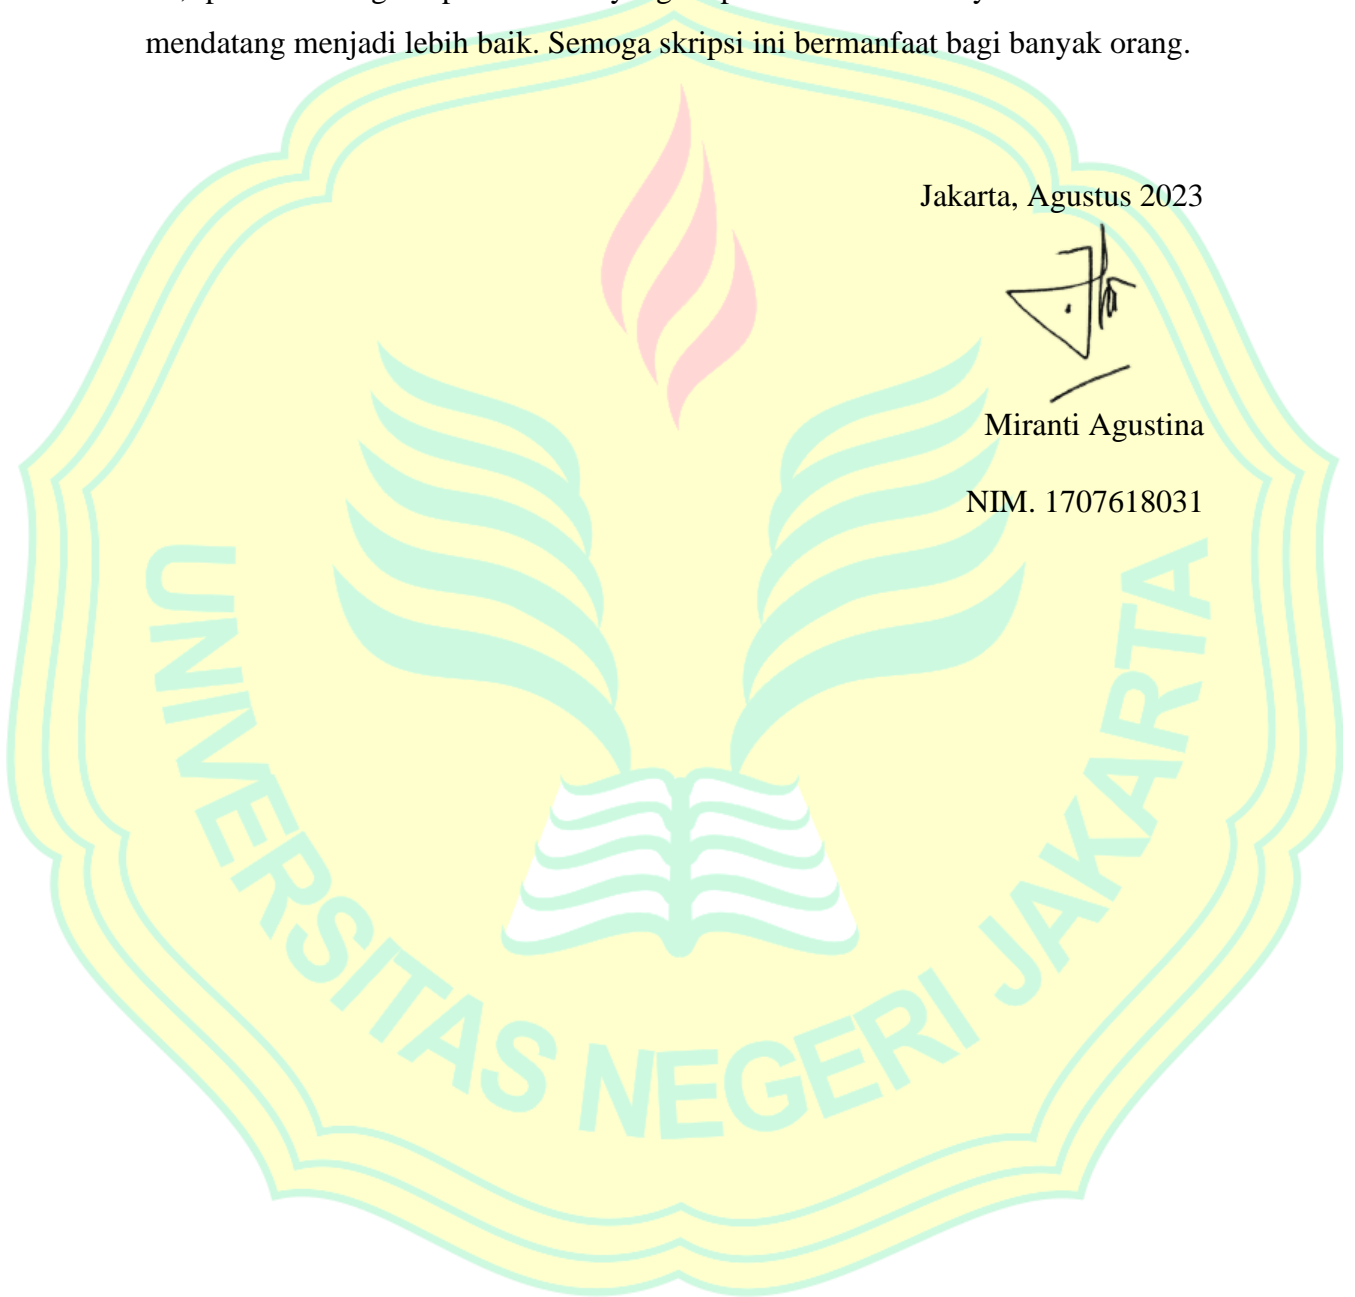 mendatang menjadi lebih baik. Semoga skripsi ini bermanfaat bagi banyak orang.
Jakarta, Agustus 2023
Miranti Agustina
NIM. 1707618031
UNIVERSITAS NEGERI JAKARTA